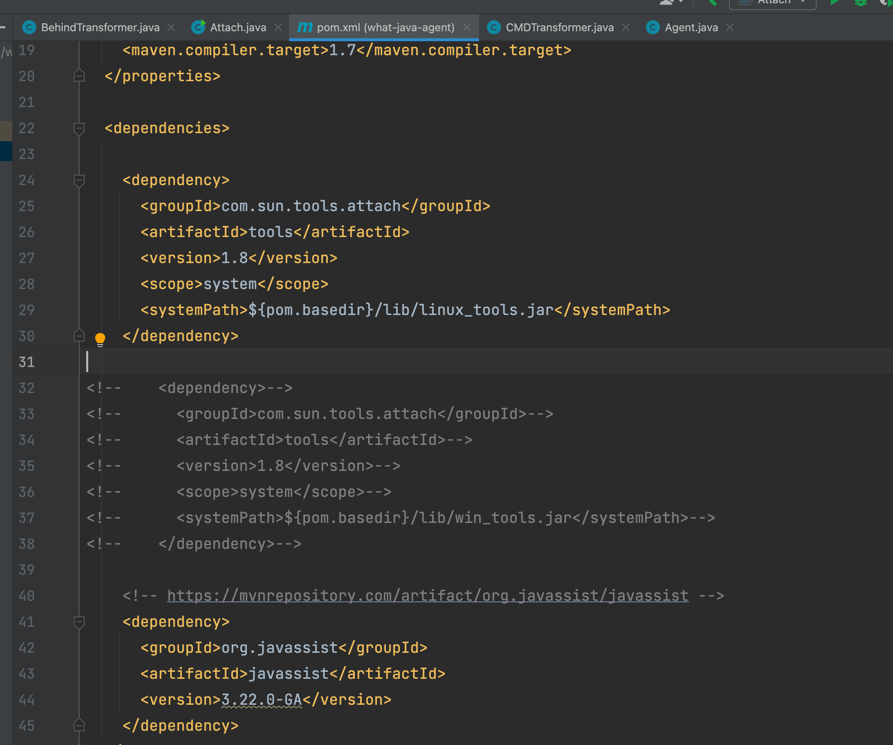 Attach
BehindTransformer.java Attach.java pom.xml (what-java-agent) CMDTransformer.java Agent.java
19 <maven.compiler.target>1.7</maven.compiler.target>
20 </properties>
21
22 <dependencies>
23
24 <dependency>
25 <groupId>com.sun.tools.attach</groupId>
26 <artifactId>tools</artifactId>
27 <version>1.8</version>
28 <scope>system</scope>
29 <systemPath>${pom.basedir}/lib/linux_tools.jar</systemPath>
30 </dependency>
31
32 <!-- <dependency>-->
33 <!-- <groupId>com.sun.tools.attach</groupId>-->
34 <!-- <artifactId>tools</artifactId>-->
35 <!-- <version>1.8</version>-->
36 <!-- <scope>system</scope>-->
37 <!-- <systemPath>${pom.basedir}/lib/win_tools.jar</systemPath>-->
38 <!-- </dependency>-->
39
40 <!-- https://mvnrepository.com/artifact/org.javassist/javassist -->
41 <dependency>
42 <groupId>org.javassist</groupId>
43 <artifactId>javassist</artifactId>
44 <version>3.22.0-GA</version>
45 </dependency>